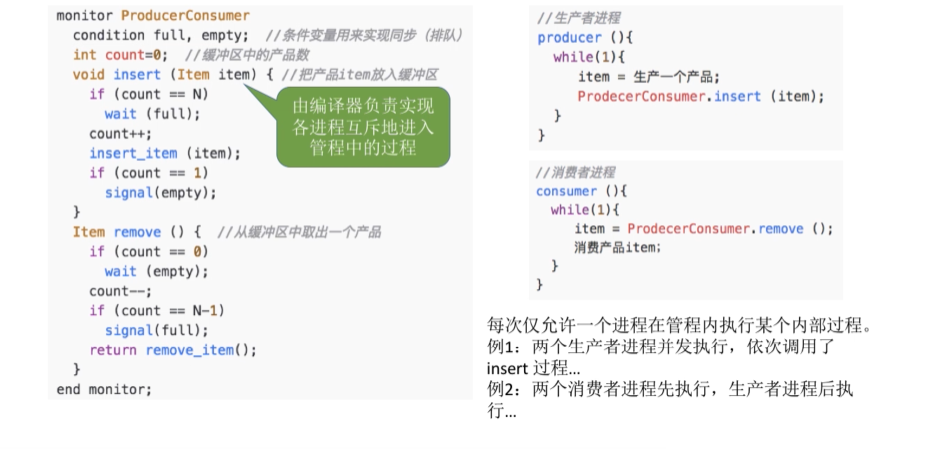 monitor ProducerConsumer
condition full, empty; //条件变量用来实现同步（排队）
int count=0; //缓冲区中的产品数
void insert (Item item) { //把产品item放入缓冲区
if (count == N)
wait (full);
count++;
insert_item (item);
if (count == 1)
signal(empty);
}
Item remove () { //从缓冲区中取出一个产品
if (count == 0)
wait (empty);
count--;
if (count == N-1)
signal(full);
return remove_item();
}
end monitor;
由编译器负责实现
各进程互斥地进入
管程中的过程
//生产者进程
producer (){
while(1){
item = 生产一个产品;
ProdecerConsumer.insert (item);
}
}
//消费者进程
consumer (){
while(1){
item = ProdecerConsumer.remove ();
消费产品item;
}
}
每次仅允许一个进程在管程内执行某个内部过程。
例1：两个生产者进程并发执行，依次调用了
insert 过程...
例2：两个消费者进程先执行，生产者进程后执
行...